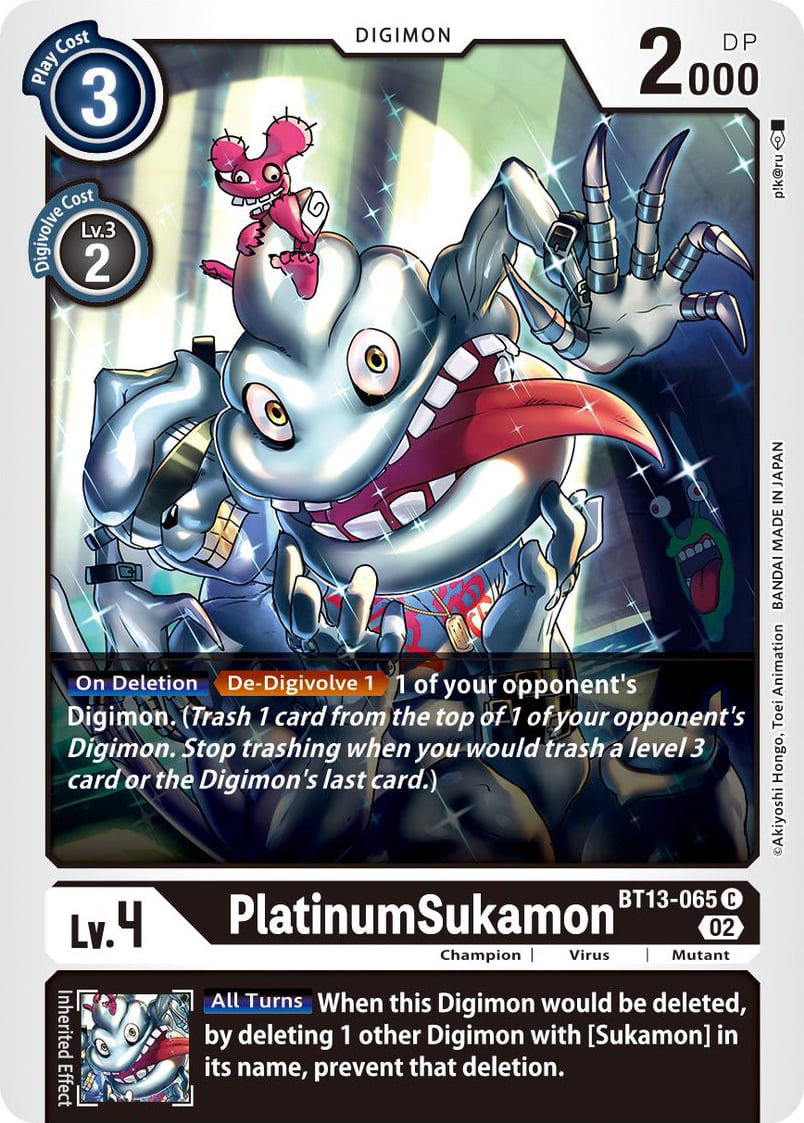 DIGIMON
Play Cost
3
2000
DP
Digivolve Cost
Lv.3
2
p!k@ru
©Akiyoshi Hongo, Toei Animation BANDAI MADE IN JAPAN
On Deletion De-Digivolve 1 1 of your opponent's
Digimon. (Trash 1 card from the top of 1 of your opponent's
Digimon. Stop trashing when you would trash a level 3
card or the Digimon's last card.)
Lv.4
PlatinumSukamon
BT13-065 C
02
Champion | Virus | Mutant
Inherited Effect
All Turns When this Digimon would be deleted,
by deleting 1 other Digimon with [Sukamon] in
its name, prevent that deletion.